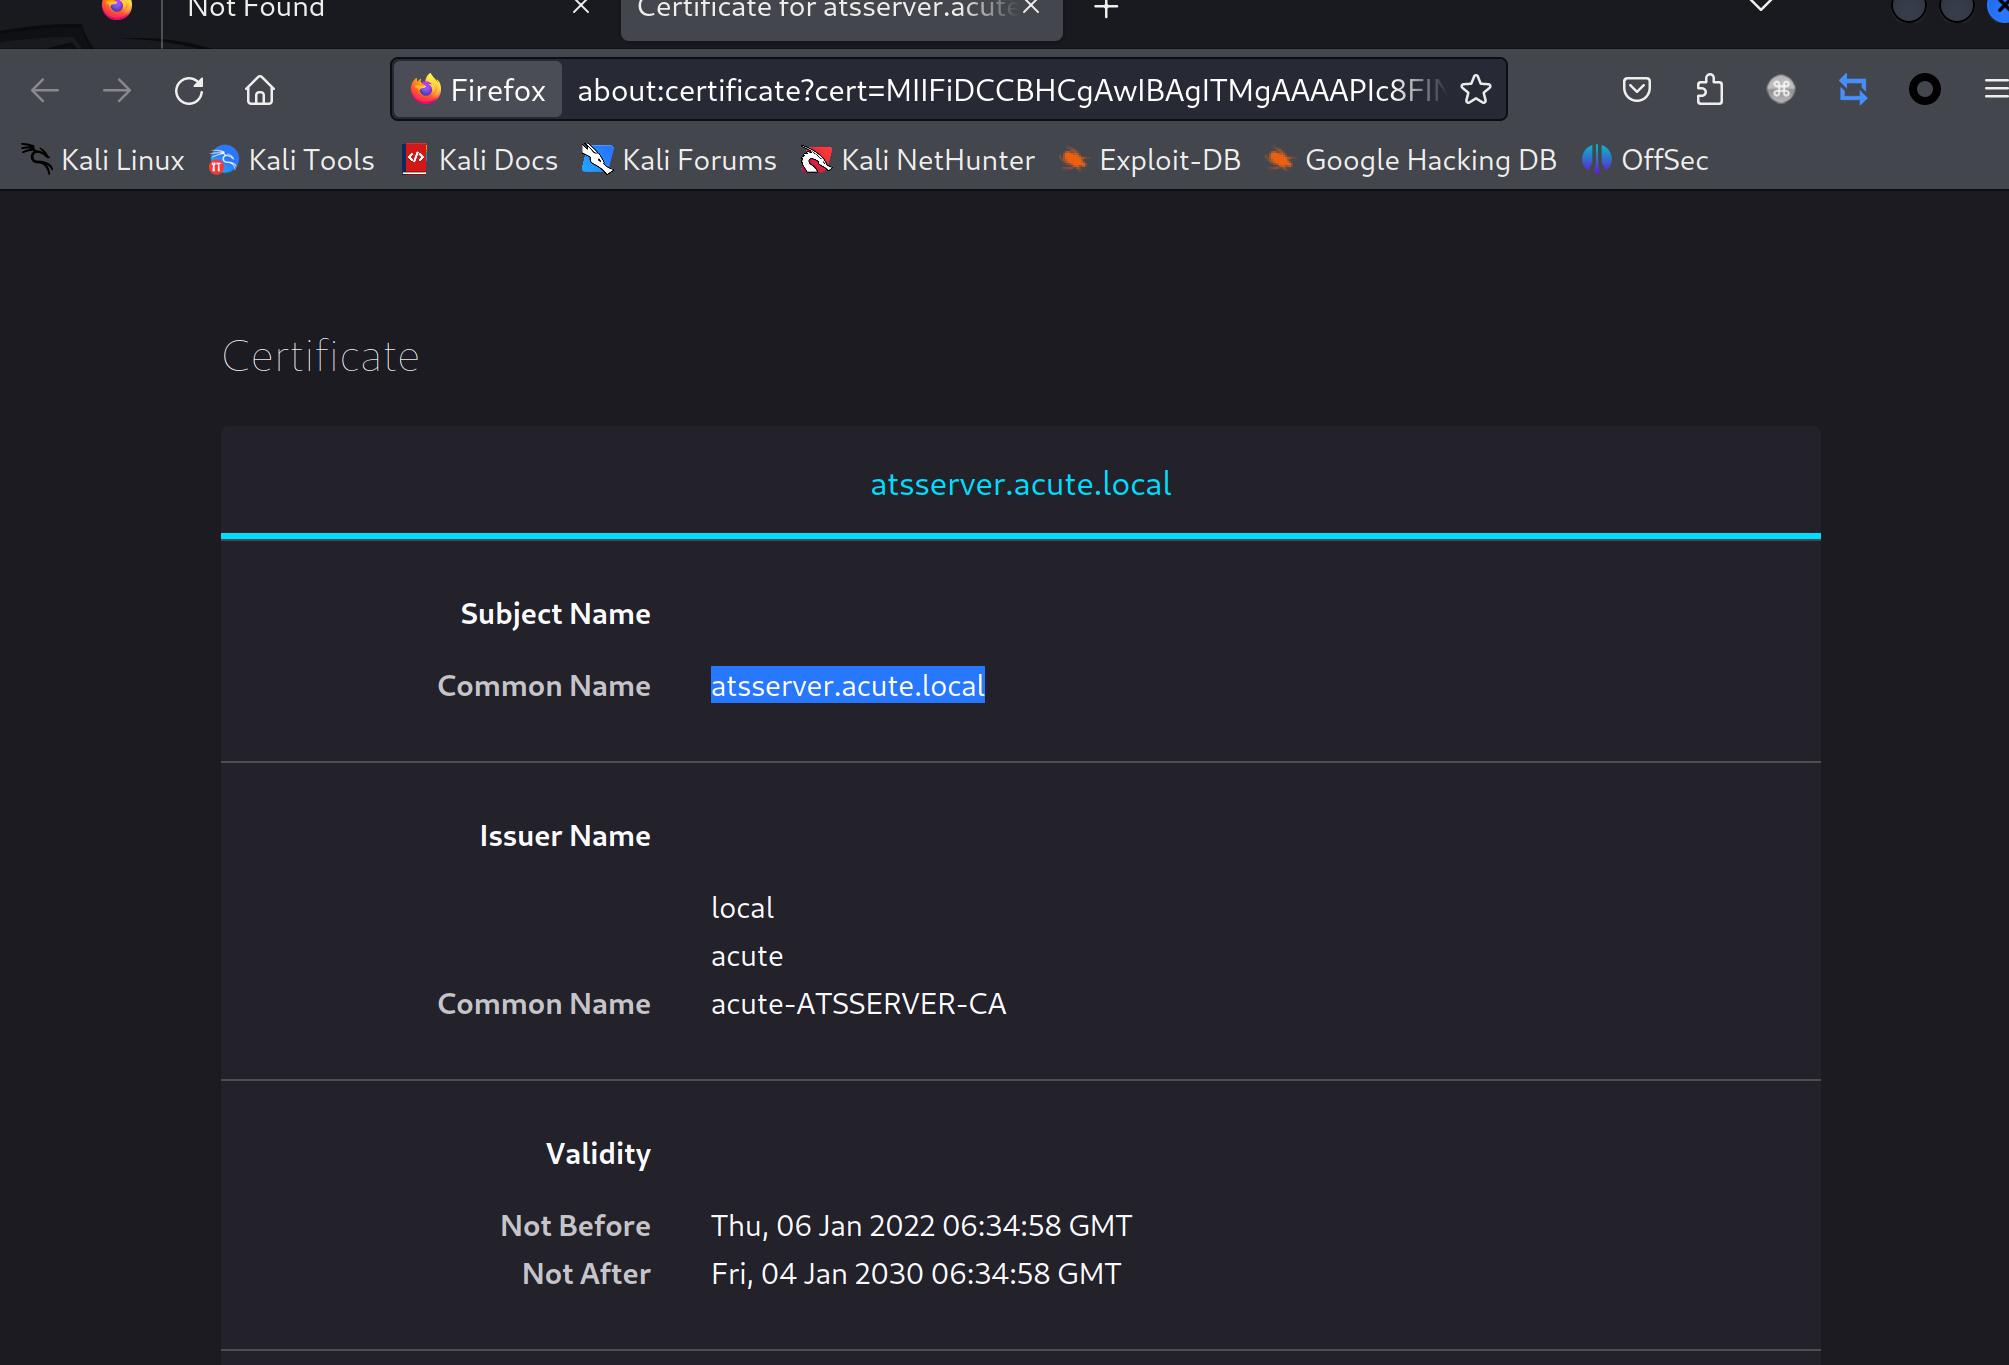 Not Found
Certificate for atsserver.acute
Firefox about:certificate?cert=MIIFiDCCBHCgAwIBAgITMgAAAAPIc8FIN
Kali Linux Kali Tools Kali Docs Kali Forums Kali NetHunter Exploit-DB Google Hacking DB OffSec
Certificate
atsserver.acute.local
Subject Name
Common Name atsserver.acute.local
Issuer Name
local
acute
Common Name acute-ATSSERVER-CA
Validity
Not Before Thu, 06 Jan 2022 06:34:58 GMT
Not After Fri, 04 Jan 2030 06:34:58 GMT